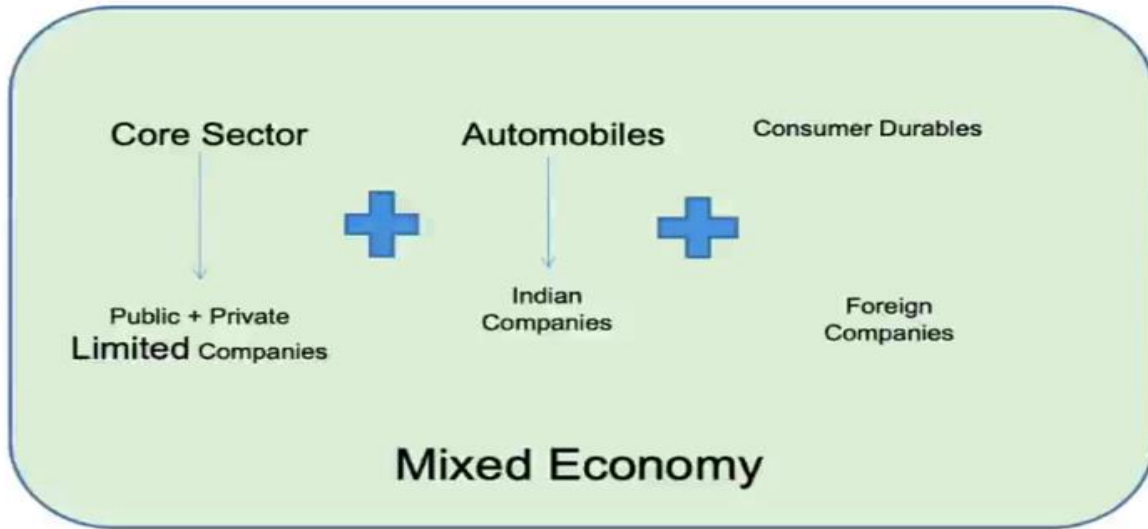 Core Sector
Automobiles
Consumer Durables
Public + Private
Limited Companies
Indian
Companies
Foreign
Companies
Mixed Economy